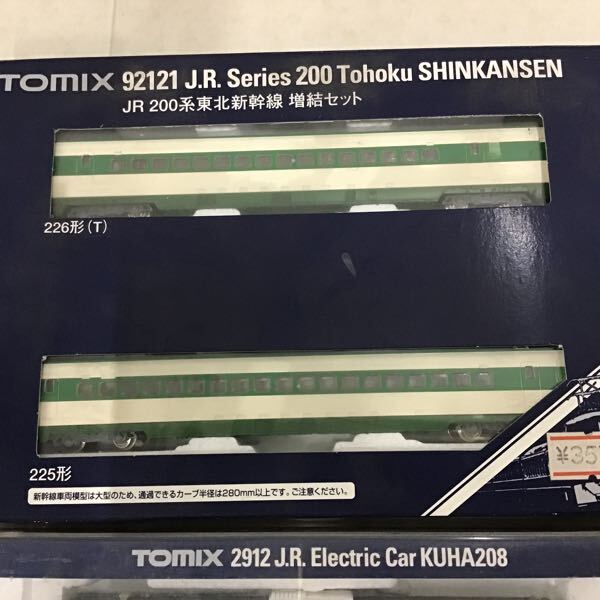 TOMIX 92121 J.R. Series 200 Tohoku SHINKANSEN
JR 200系東北新幹線 増結セット
226形(T)
225形
新幹線車両模型は大型のため、通過できるカーブ半径は280mm以上です。ご注意ください。
TOMIX 2912 J.R. Electric Car KUHA208